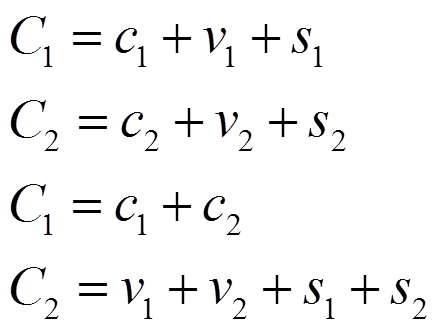 C₁ = c₁ + v₁ + s₁
C₂ = c₂ + v₂ + s₂
C₁ = c₁ + c₂
C₂ = v₁ + v₂ + s₁ + s₂